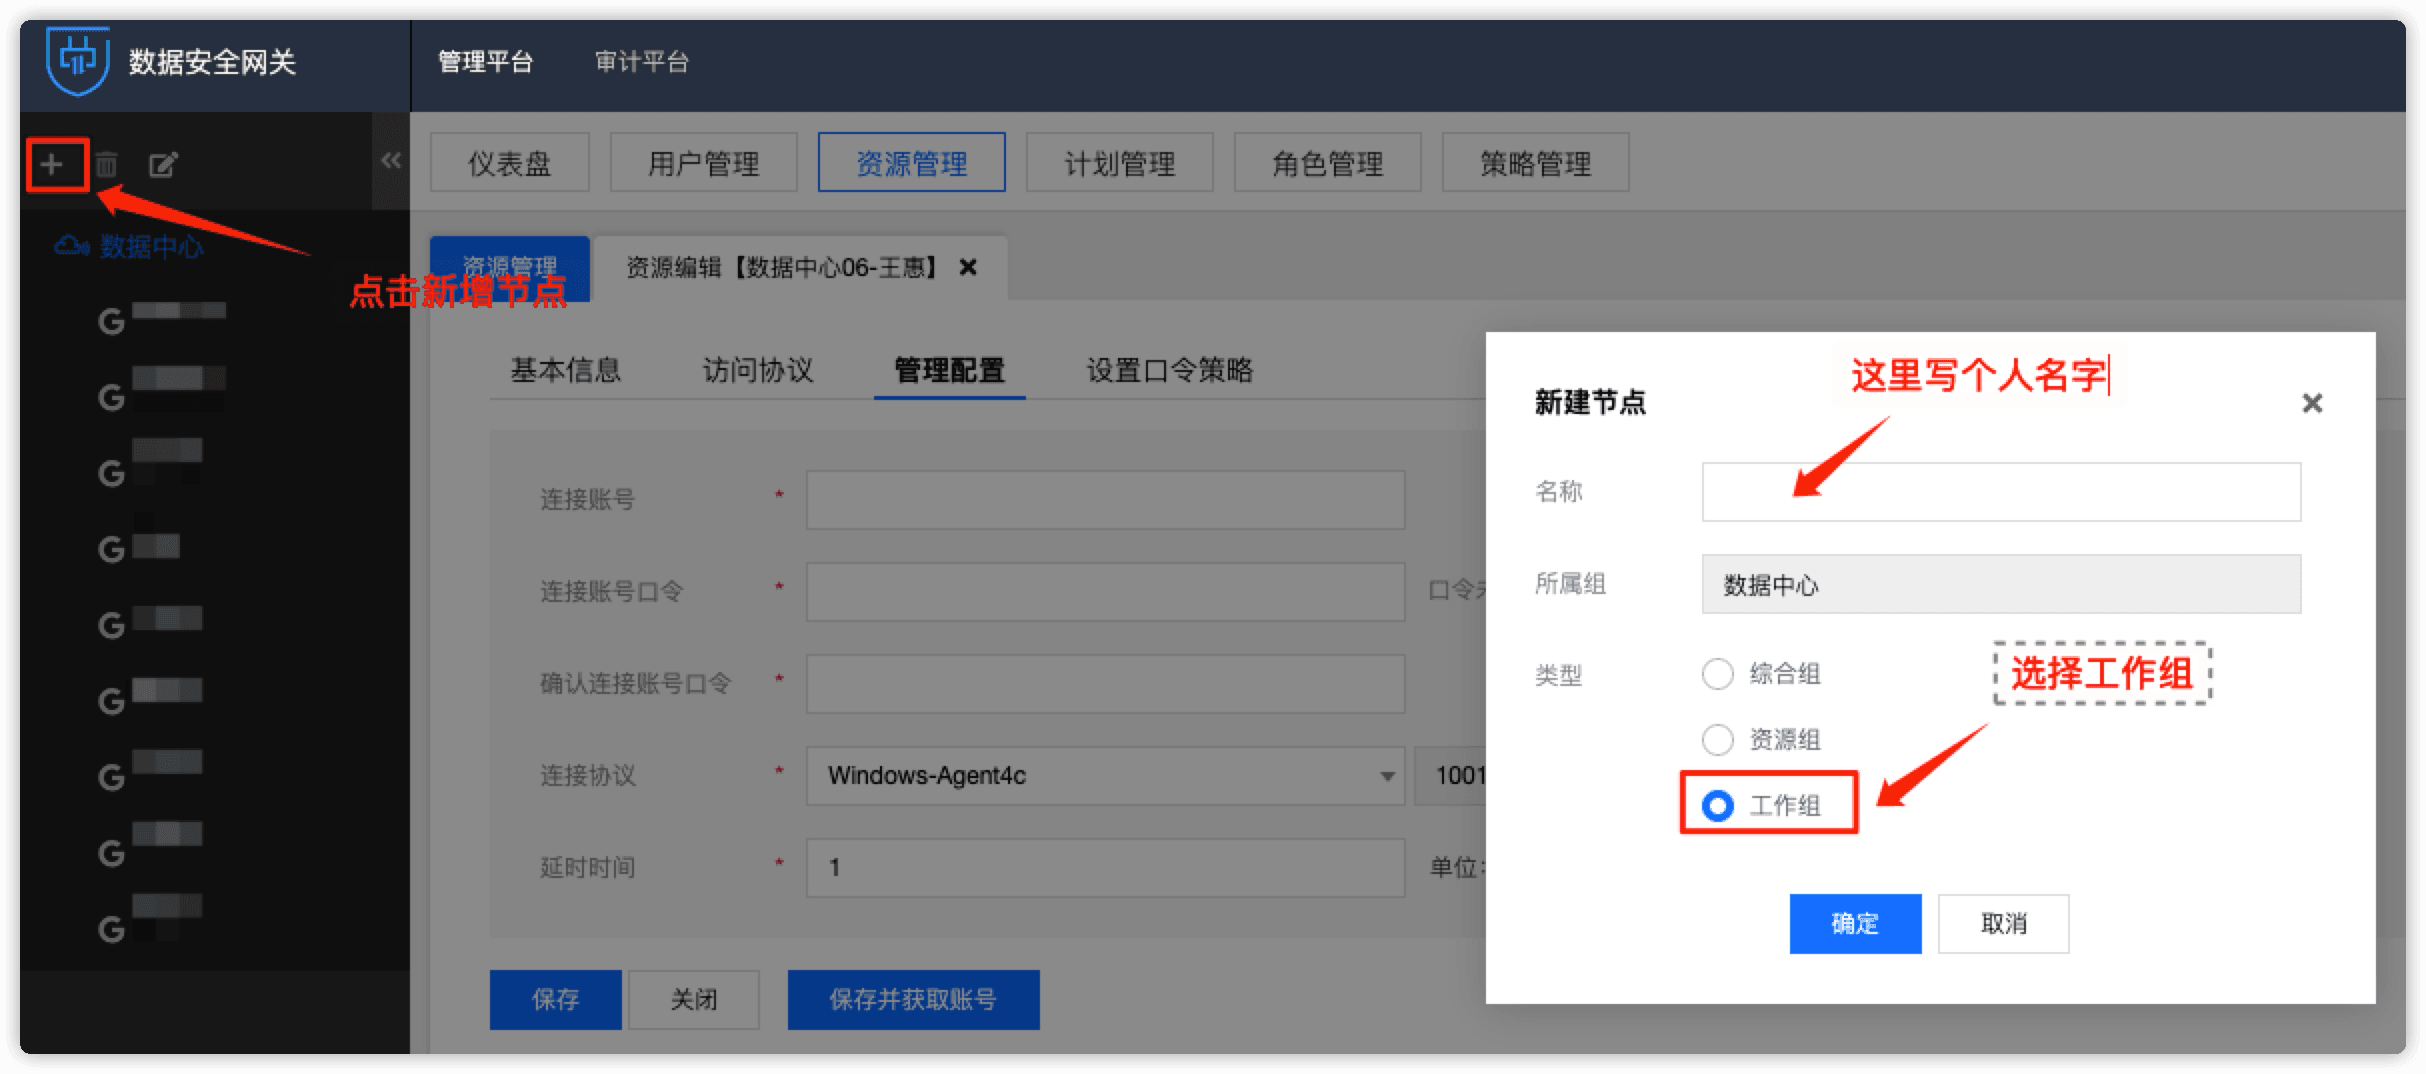 数据安全网关
管理平台
审计平台
仪表盘
用户管理
资源管理
计划管理
角色管理
策略管理
数据中心
点击新增节点
资源管理
资源编辑【数据中心06-王惠】
基本信息
访问协议
管理配置
设置口令策略
连接账号 *
连接账号口令 *
口令
确认连接账号口令 *
连接协议 *
Windows-Agent4c
1001
延时时间 *
1
单位:
保存
关闭
保存并获取账号
这里写个人名字
新建节点
名称
所属组
数据中心
类型
综合组
选择工作组
资源组
工作组
确定
取消